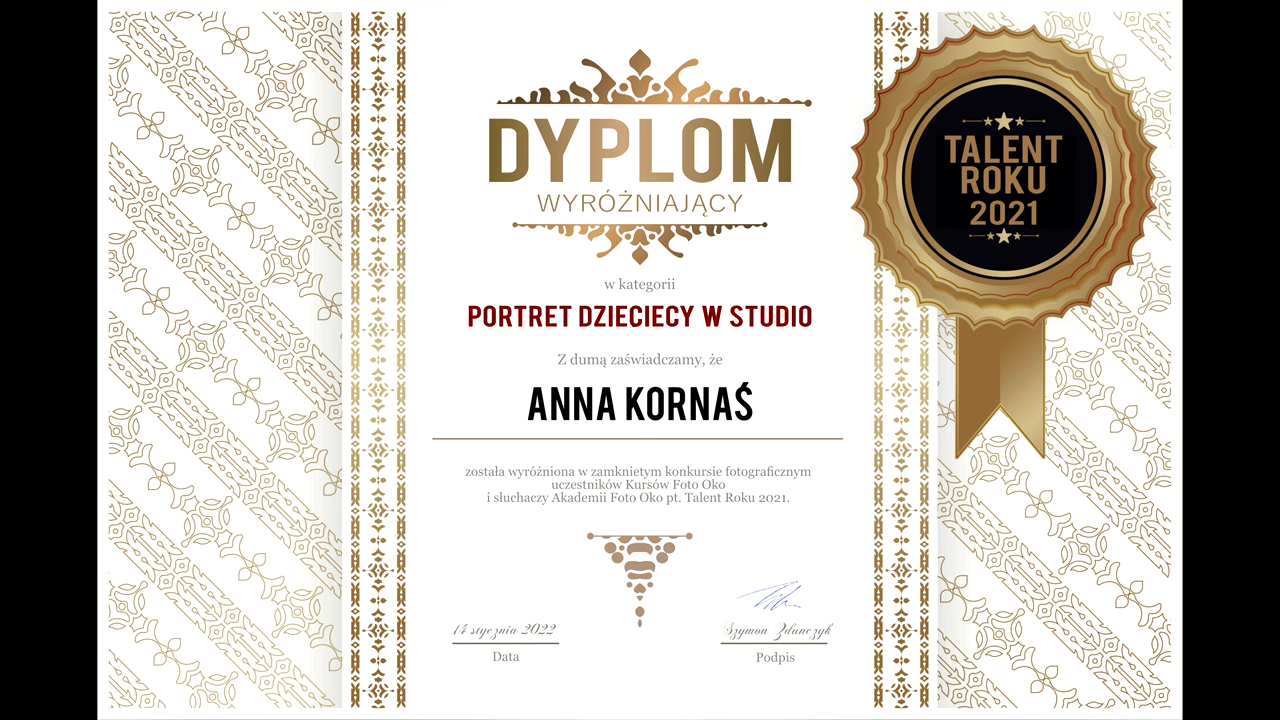 DYPLOM
WYRÓŻNIAJĄCY
TALENT
ROKU
2021
w kategorii
PORTRET DZIECIECY W STUDIO
Z dumą zaświadczamy, że
ANNA KORNAŚ
została wyróżniona w zamknietym konkursie fotograficznym
uczestników Kursów Foto Oko
i słuchaczy Akademii Foto Oko pt. Talent Roku 2021.
14 stycznia 2022
Szymon Zdunczyk
Data
Podpis